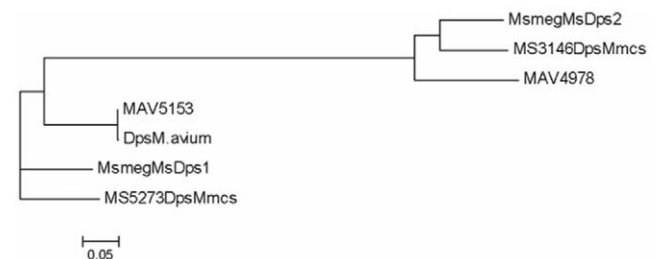 MsmegMsDps2
MS3146DpsMmcs
MAV4978
MAV5153
DpsM.avium
MsmegMsDps1
MS5273DpsMmcs
0.05